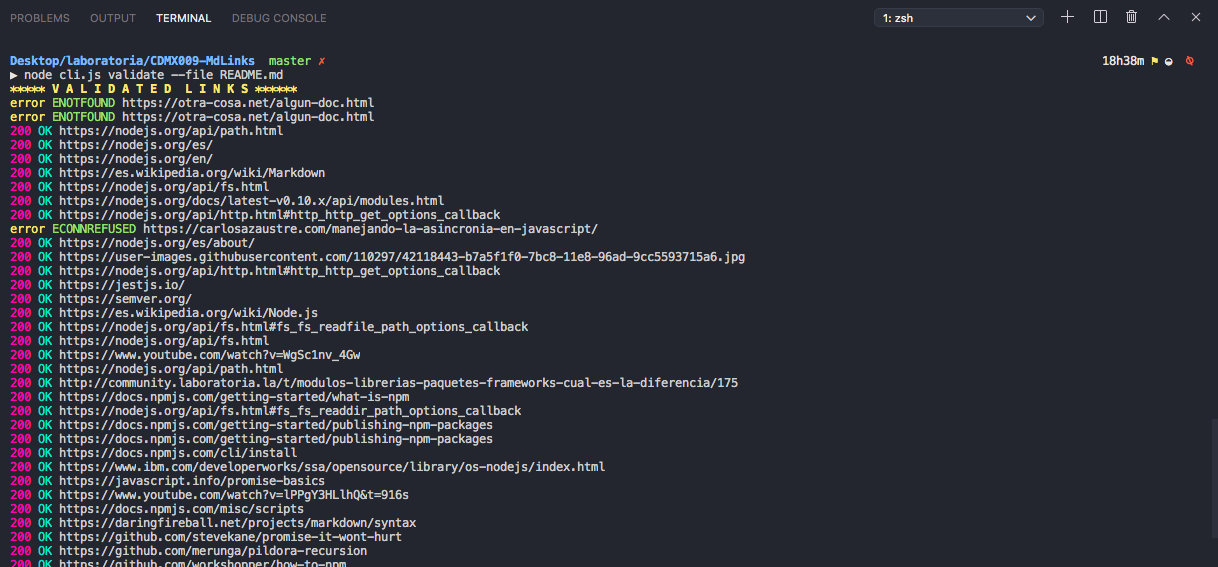 PROBLEMS OUTPUT TERMINAL DEBUG CONSOLE 1: zsh
Desktop/laboratoria/CDMX009-MdLinks master ✗ 18h38m
▶ node cli.js validate --file README.md
***** V A L I D A T E D L I N K S ******
error ENOTFOUND https://otra-cosa.net/algun-doc.html
error ENOTFOUND https://otra-cosa.net/algun-doc.html
200 OK https://nodejs.org/api/path.html
200 OK https://nodejs.org/es/
200 OK https://nodejs.org/en/
200 OK https://es.wikipedia.org/wiki/Markdown
200 OK https://nodejs.org/api/fs.html
200 OK https://nodejs.org/docs/latest-v0.10.x/api/modules.html
200 OK https://nodejs.org/api/http.html#http_http_get_options_callback
error ECONNREFUSED https://carlosazaustre.com/manejando-la-asincronia-en-javascript/
200 OK https://nodejs.org/es/about/
200 OK https://user-images.githubusercontent.com/110297/42118443-b7a5f1f0-7bc8-11e8-96ad-9cc5593715a6.jpg
200 OK https://nodejs.org/api/http.html#http_http_get_options_callback
200 OK https://jestjs.io/
200 OK https://semver.org/
200 OK https://es.wikipedia.org/wiki/Node.js
200 OK https://nodejs.org/api/fs.html#fs_fs_readfile_path_options_callback
200 OK https://nodejs.org/api/fs.html
200 OK https://www.youtube.com/watch?v=WgSc1nv_4Gw
200 OK https://nodejs.org/api/path.html
200 OK http://community.laboratoria.la/t/modulos-librerias-paquetes-frameworks-cual-es-la-diferencia/175
200 OK https://docs.npmjs.com/getting-started/what-is-npm
200 OK https://nodejs.org/api/fs.html#fs_fs_readdir_path_options_callback
200 OK https://docs.npmjs.com/getting-started/publishing-npm-packages
200 OK https://docs.npmjs.com/getting-started/publishing-npm-packages
200 OK https://docs.npmjs.com/cli/install
200 OK https://www.ibm.com/developerworks/ssa/opensource/library/os-nodejs/index.html
200 OK https://javascript.info/promise-basics
200 OK https://www.youtube.com/watch?v=lPPgY3HLlhQ&t=916s
200 OK https://docs.npmjs.com/misc/scripts
200 OK https://daringfireball.net/projects/markdown/syntax
200 OK https://github.com/stevekane/promise-it-wont-hurt
200 OK https://github.com/merunga/pildora-recursion
200 OK https://github.com/workshopper/how-to-npm